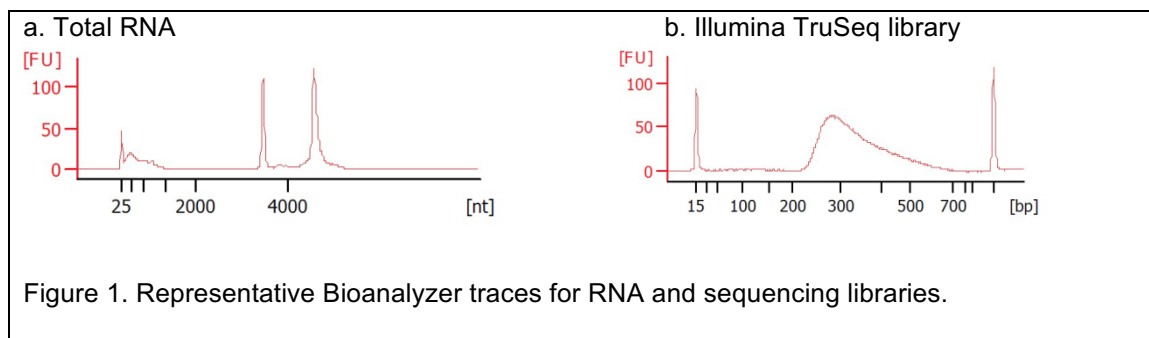 a. Total RNA
b. Illumina TruSeq library
[FU]
100
50
0
25 2000 4000 [nt]
[FU]
100
50
0
15 100 200 300 500 700 [bp]
Figure 1. Representative Bioanalyzer traces for RNA and sequencing libraries.